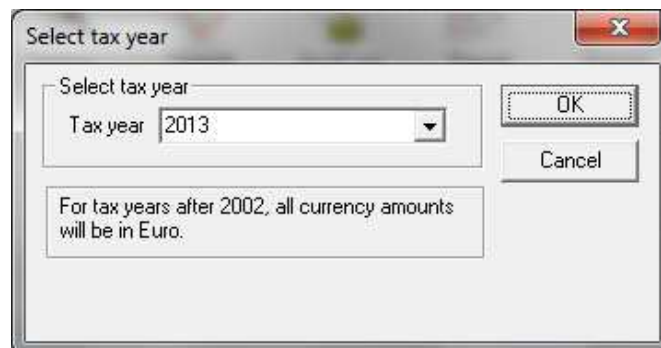 Select tax year
Select tax year
Tax year 2013
OK
Cancel
For tax years after 2002, all currency amounts
will be in Euro.